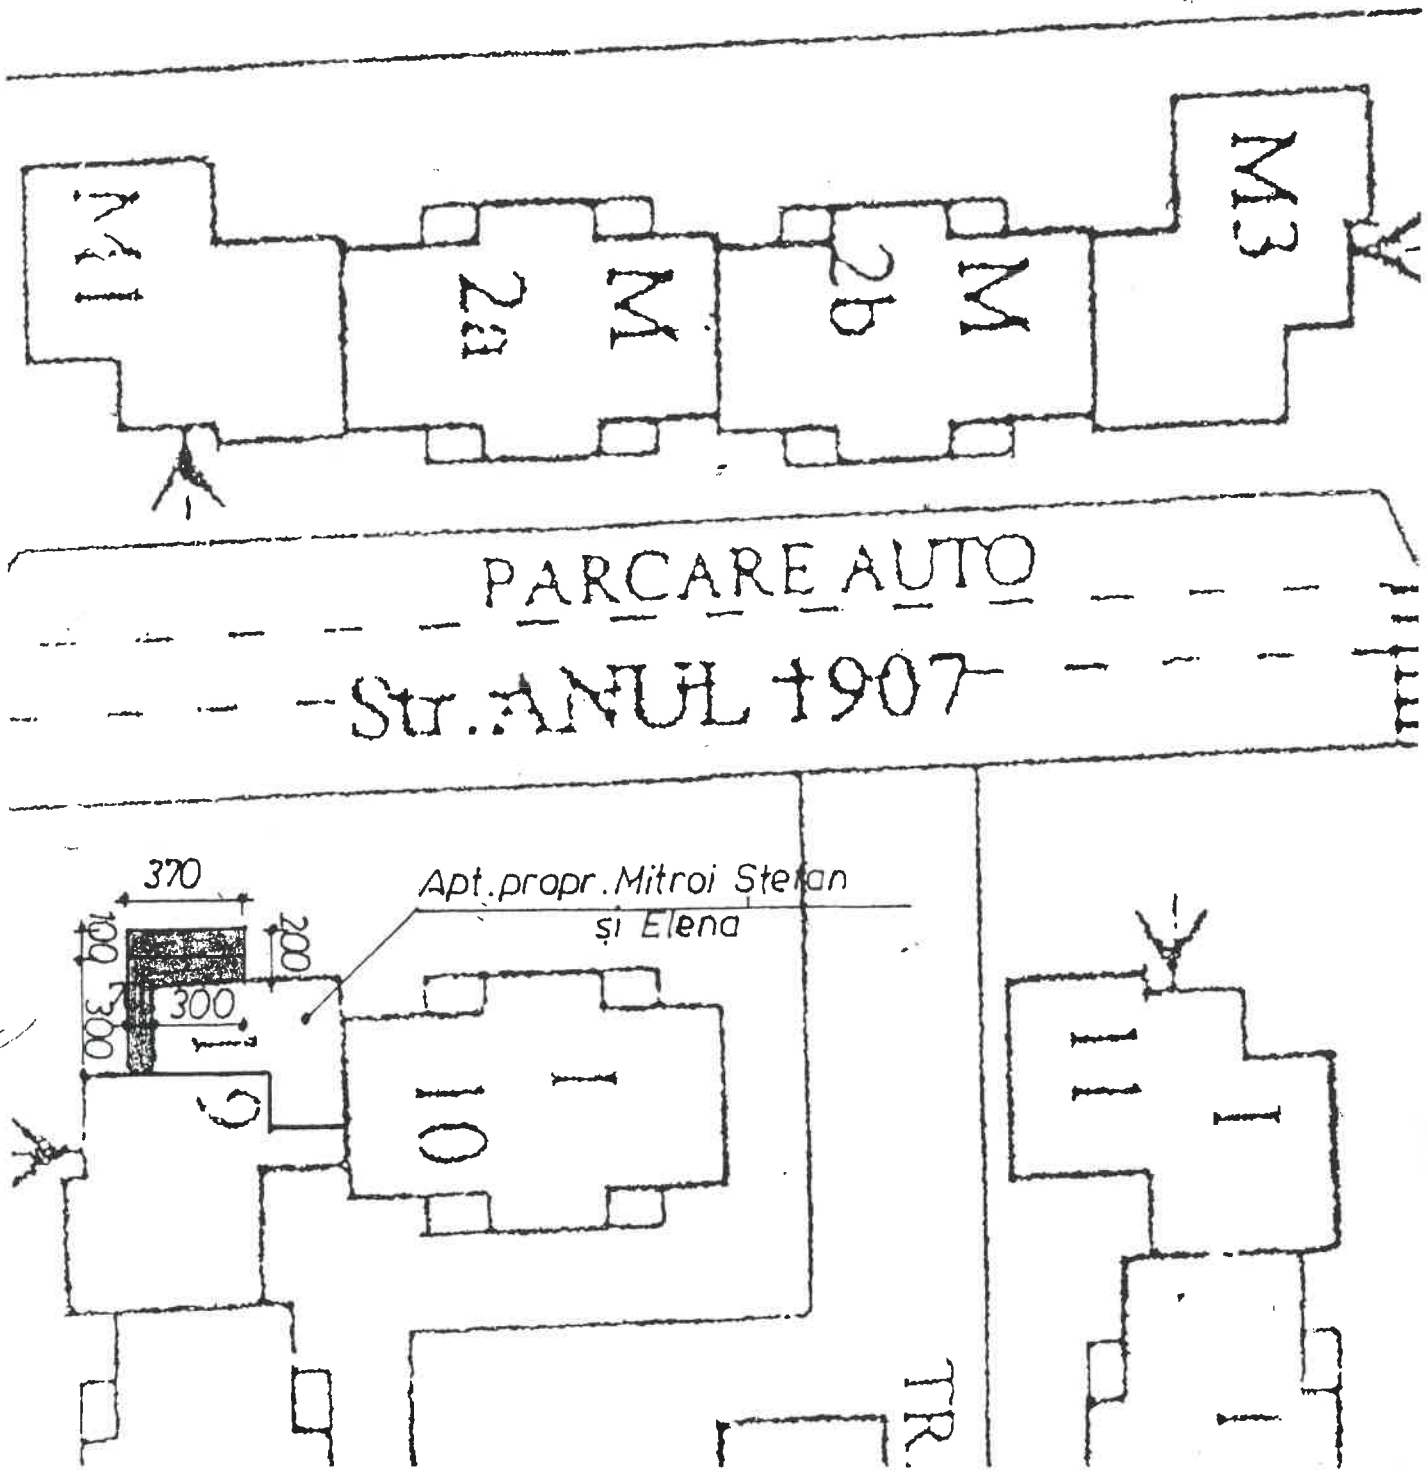 M1
M
2a
M
2b
M3
PARCARE AUTO
Str. ANUL 1907
370
Apt. propr. Mitroi Stefan
și Elena
100
200
300
300
I
9
I
10
I
11
I
TR.